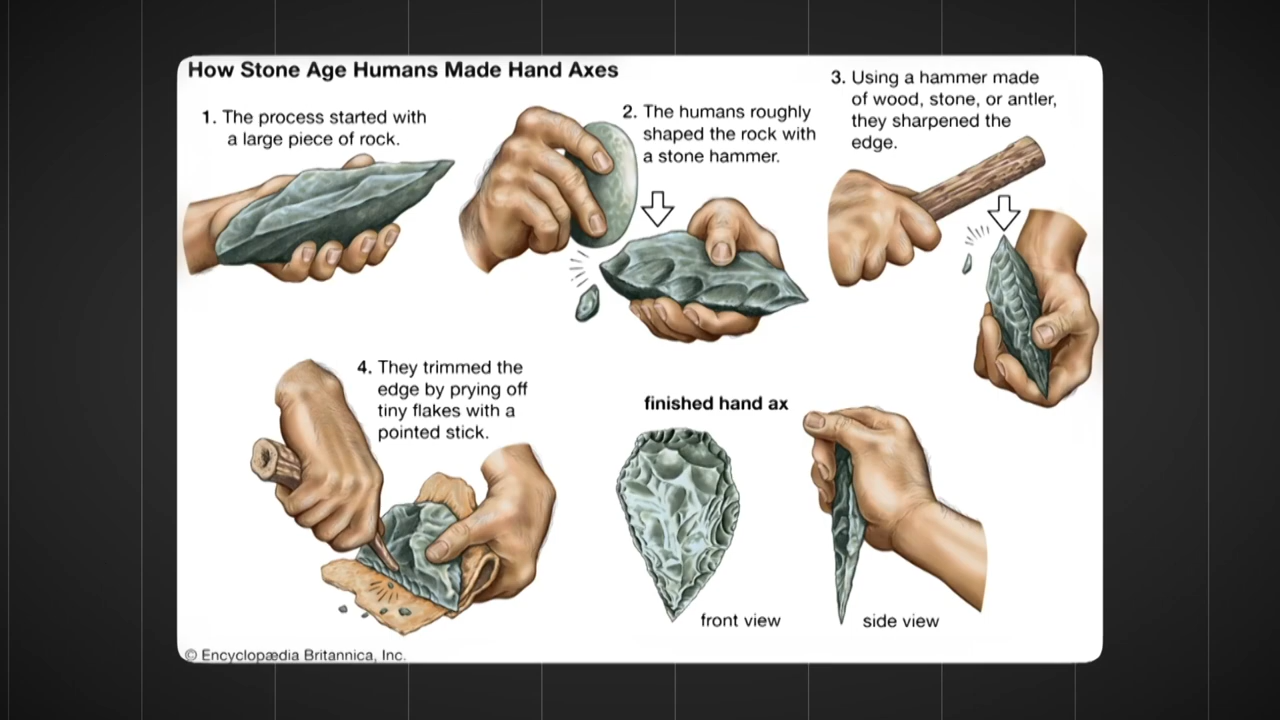 How Stone Age Humans Made Hand Axes
1. The process started with
a large piece of rock.
2. The humans roughly
shaped the rock with
a stone hammer.
3. Using a hammer made
of wood, stone, or antler,
they sharpened the
edge.
4. They trimmed the
edge by prying off
tiny flakes with a
pointed stick.
finished hand ax
front view
side view
© Encyclopædia Britannica, Inc.